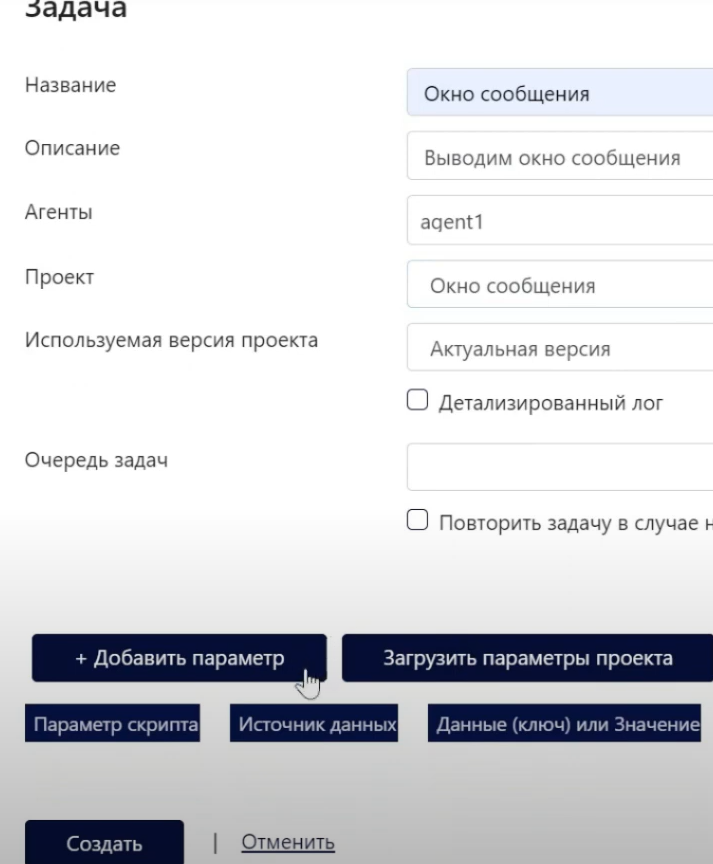 Задача
Название
Окно сообщения
Описание
Выводим окно сообщения
Агенты
agent1
Проект
Окно сообщения
Используемая версия проекта
Актуальная версия
Детализированный лог
Очередь задач
Повторить задачу в случае
+ Добавить параметр
Загрузить параметры проекта
Параметр скрипта
Источник данных
Данные (ключ) или Значение
Создать | Отменить